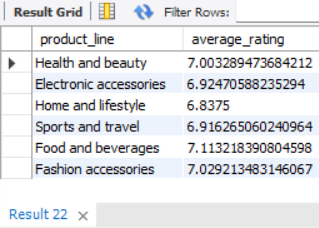 Result Grid Filter Rows:
product_line average_rating
Health and beauty 7.003289473684212
Electronic accessories 6.92470588235294
Home and lifestyle 6.8375
Sports and travel 6.916265060240964
Food and beverages 7.113218390804598
Fashion accessories 7.029213483146067
Result 22 ×